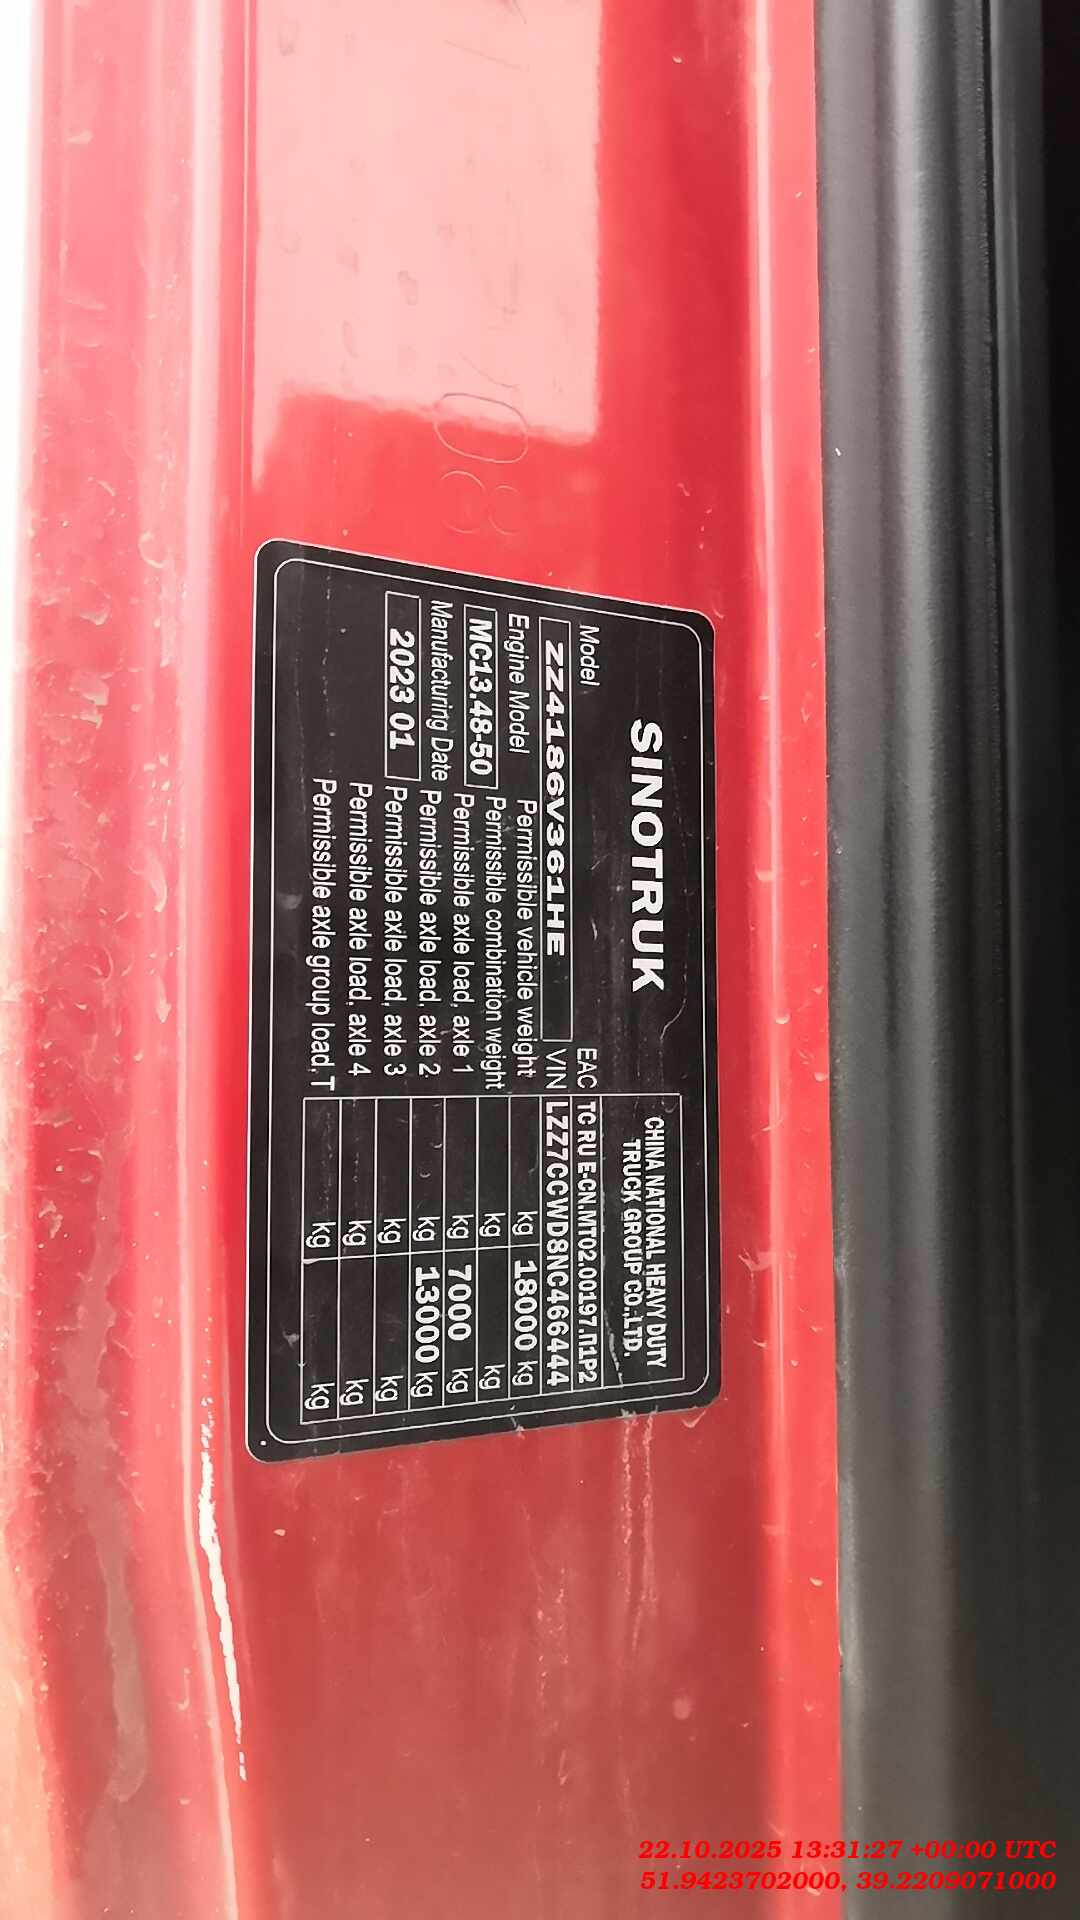 SINOTRUK
CHINA NATIONAL HEAVY DUTY
TRUCK GROUP CO.,LTD.
Model
ZZ4186V361HE
EAC TC RU E-CN.MT02.00197.П1P2
VIN LZZ7CCWD8NC466444
Engine Model
MC13.48-50
Manufacturing Date
2023 01
Permissible vehicle weight kg 18000 kg
Permissible combination weight kg kg
Permissible axle load, axle 1 kg 7000 kg
Permissible axle load, axle 2 kg 13000 kg
Permissible axle load, axle 3 kg kg
Permissible axle load, axle 4 kg kg
Permissible axle group load,T kg kg
22.10.2025 13:31:27 +00:00 UTC
51.9423702000, 39.2209071000